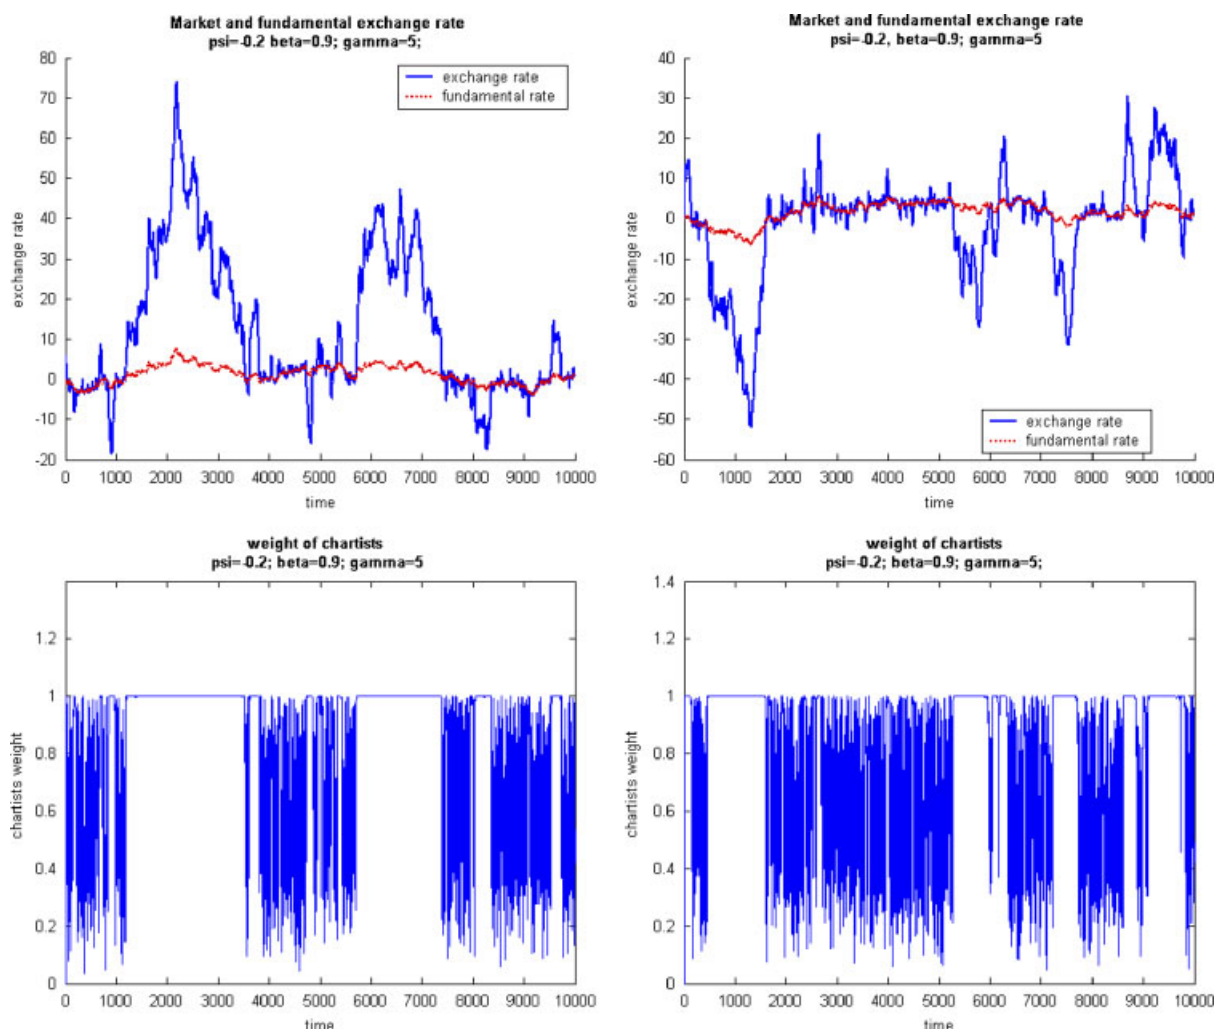 Market and fundamental exchange rate
psi=-0.2 beta=0.9; gamma=5;
80
70
60
50
40
30
20
10
0
-10
-20
exchange rate
exchange rate
fundamental rate
0 1000 2000 3000 4000 5000 6000 7000 8000 9000 10000
time
Market and fundamental exchange rate
psi=-0.2, beta=0.9; gamma=5
40
30
20
10
0
-10
-20
-30
-40
-50
-60
exchange rate
exchange rate
fundamental rate
0 1000 2000 3000 4000 5000 6000 7000 8000 9000 10000
time
weight of chartists
psi=-0.2; beta=0.9; gamma=5
1.2
1
0.8
0.6
0.4
0.2
0
chartists weight
0 1000 2000 3000 4000 5000 6000 7000 8000 9000 10000
time
weight of chartists
psi=-0.2; beta=0.9; gamma=5;
1.4
1.2
1
0.8
0.6
0.4
0.2
0
chartists weight
0 1000 2000 3000 4000 5000 6000 7000 8000 9000 10000
time